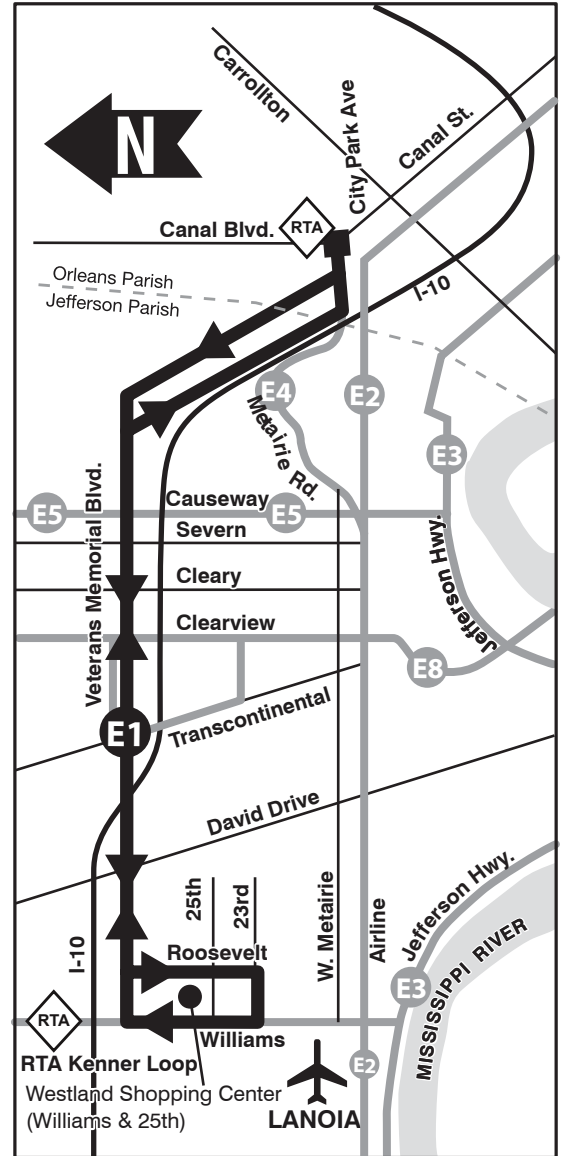 Carrollton
City Park Ave
Canal St.
N
Canal Blvd.
RTA
Orleans Parish
Jefferson Parish
I-10
E4
E2
Metairie Rd.
E3
Veterans Memorial Blvd.
E5
Causeway
E5
Severn
Jefferson Hwy.
Cleary
Clearview
E8
E1
Transcontinental
David Drive
25th
23rd
W. Metairie
Airline
Jefferson Hwy.
MISSISSIPPI RIVER
I-10
Roosevelt
E3
RTA
Williams
RTA Kenner Loop
E2
Westland Shopping Center
(Williams & 25th)
LANOIA